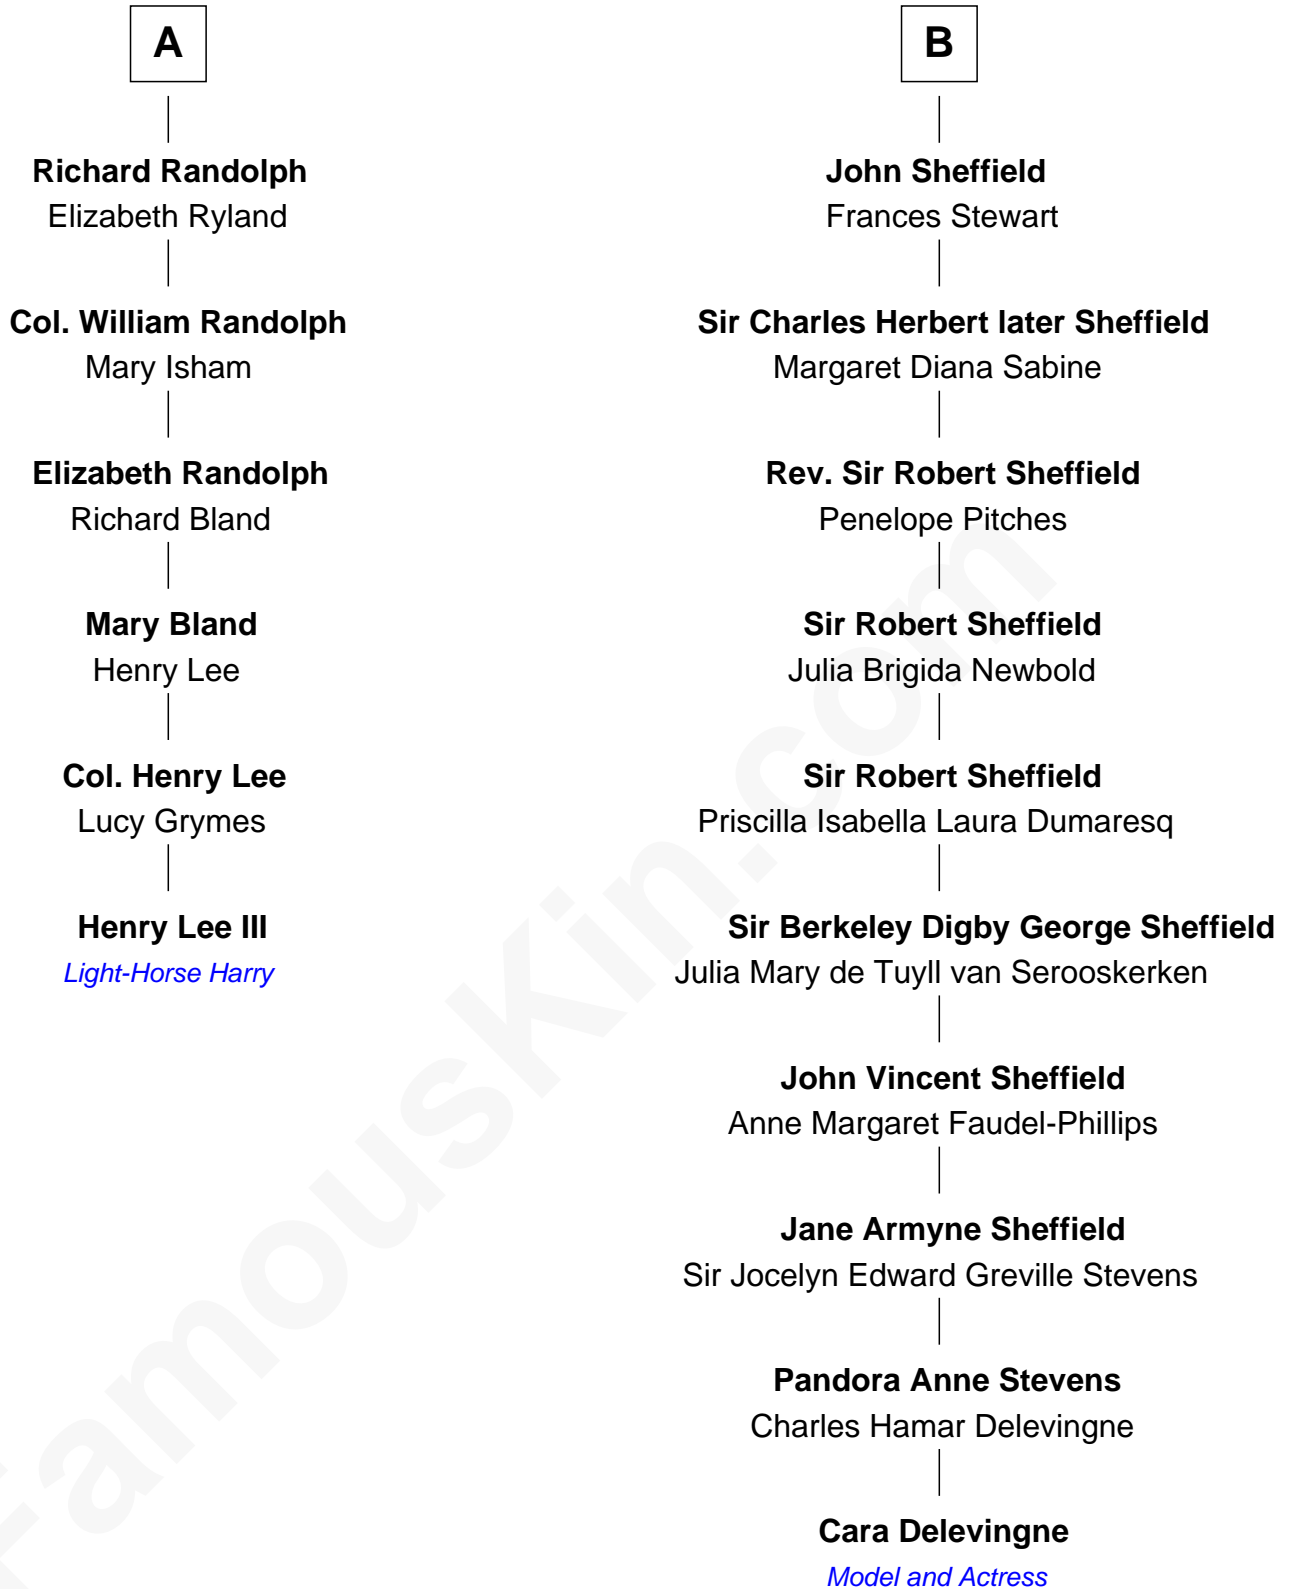 A
Richard Randolph
Elizabeth Ryland
Col. William Randolph
Mary Isham
Elizabeth Randolph
Richard Bland
Mary Bland
Henry Lee
Col. Henry Lee
Lucy Grymes
Henry Lee III
Light-Horse Harry
B
John Sheffield
Frances Stewart
Sir Charles Herbert later Sheffield
Margaret Diana Sabine
Rev. Sir Robert Sheffield
Penelope Pitches
Sir Robert Sheffield
Julia Brigida Newbold
Sir Robert Sheffield
Priscilla Isabella Laura Dumaresq
Sir Berkeley Digby George Sheffield
Julia Mary de Tuyll van Serooskerken
John Vincent Sheffield
Anne Margaret Faudel-Phillips
Jane Armyne Sheffield
Sir Jocelyn Edward Greville Stevens
Pandora Anne Stevens
Charles Hamar Delevingne
Cara Delevingne
Model and Actress
FamousKin.com